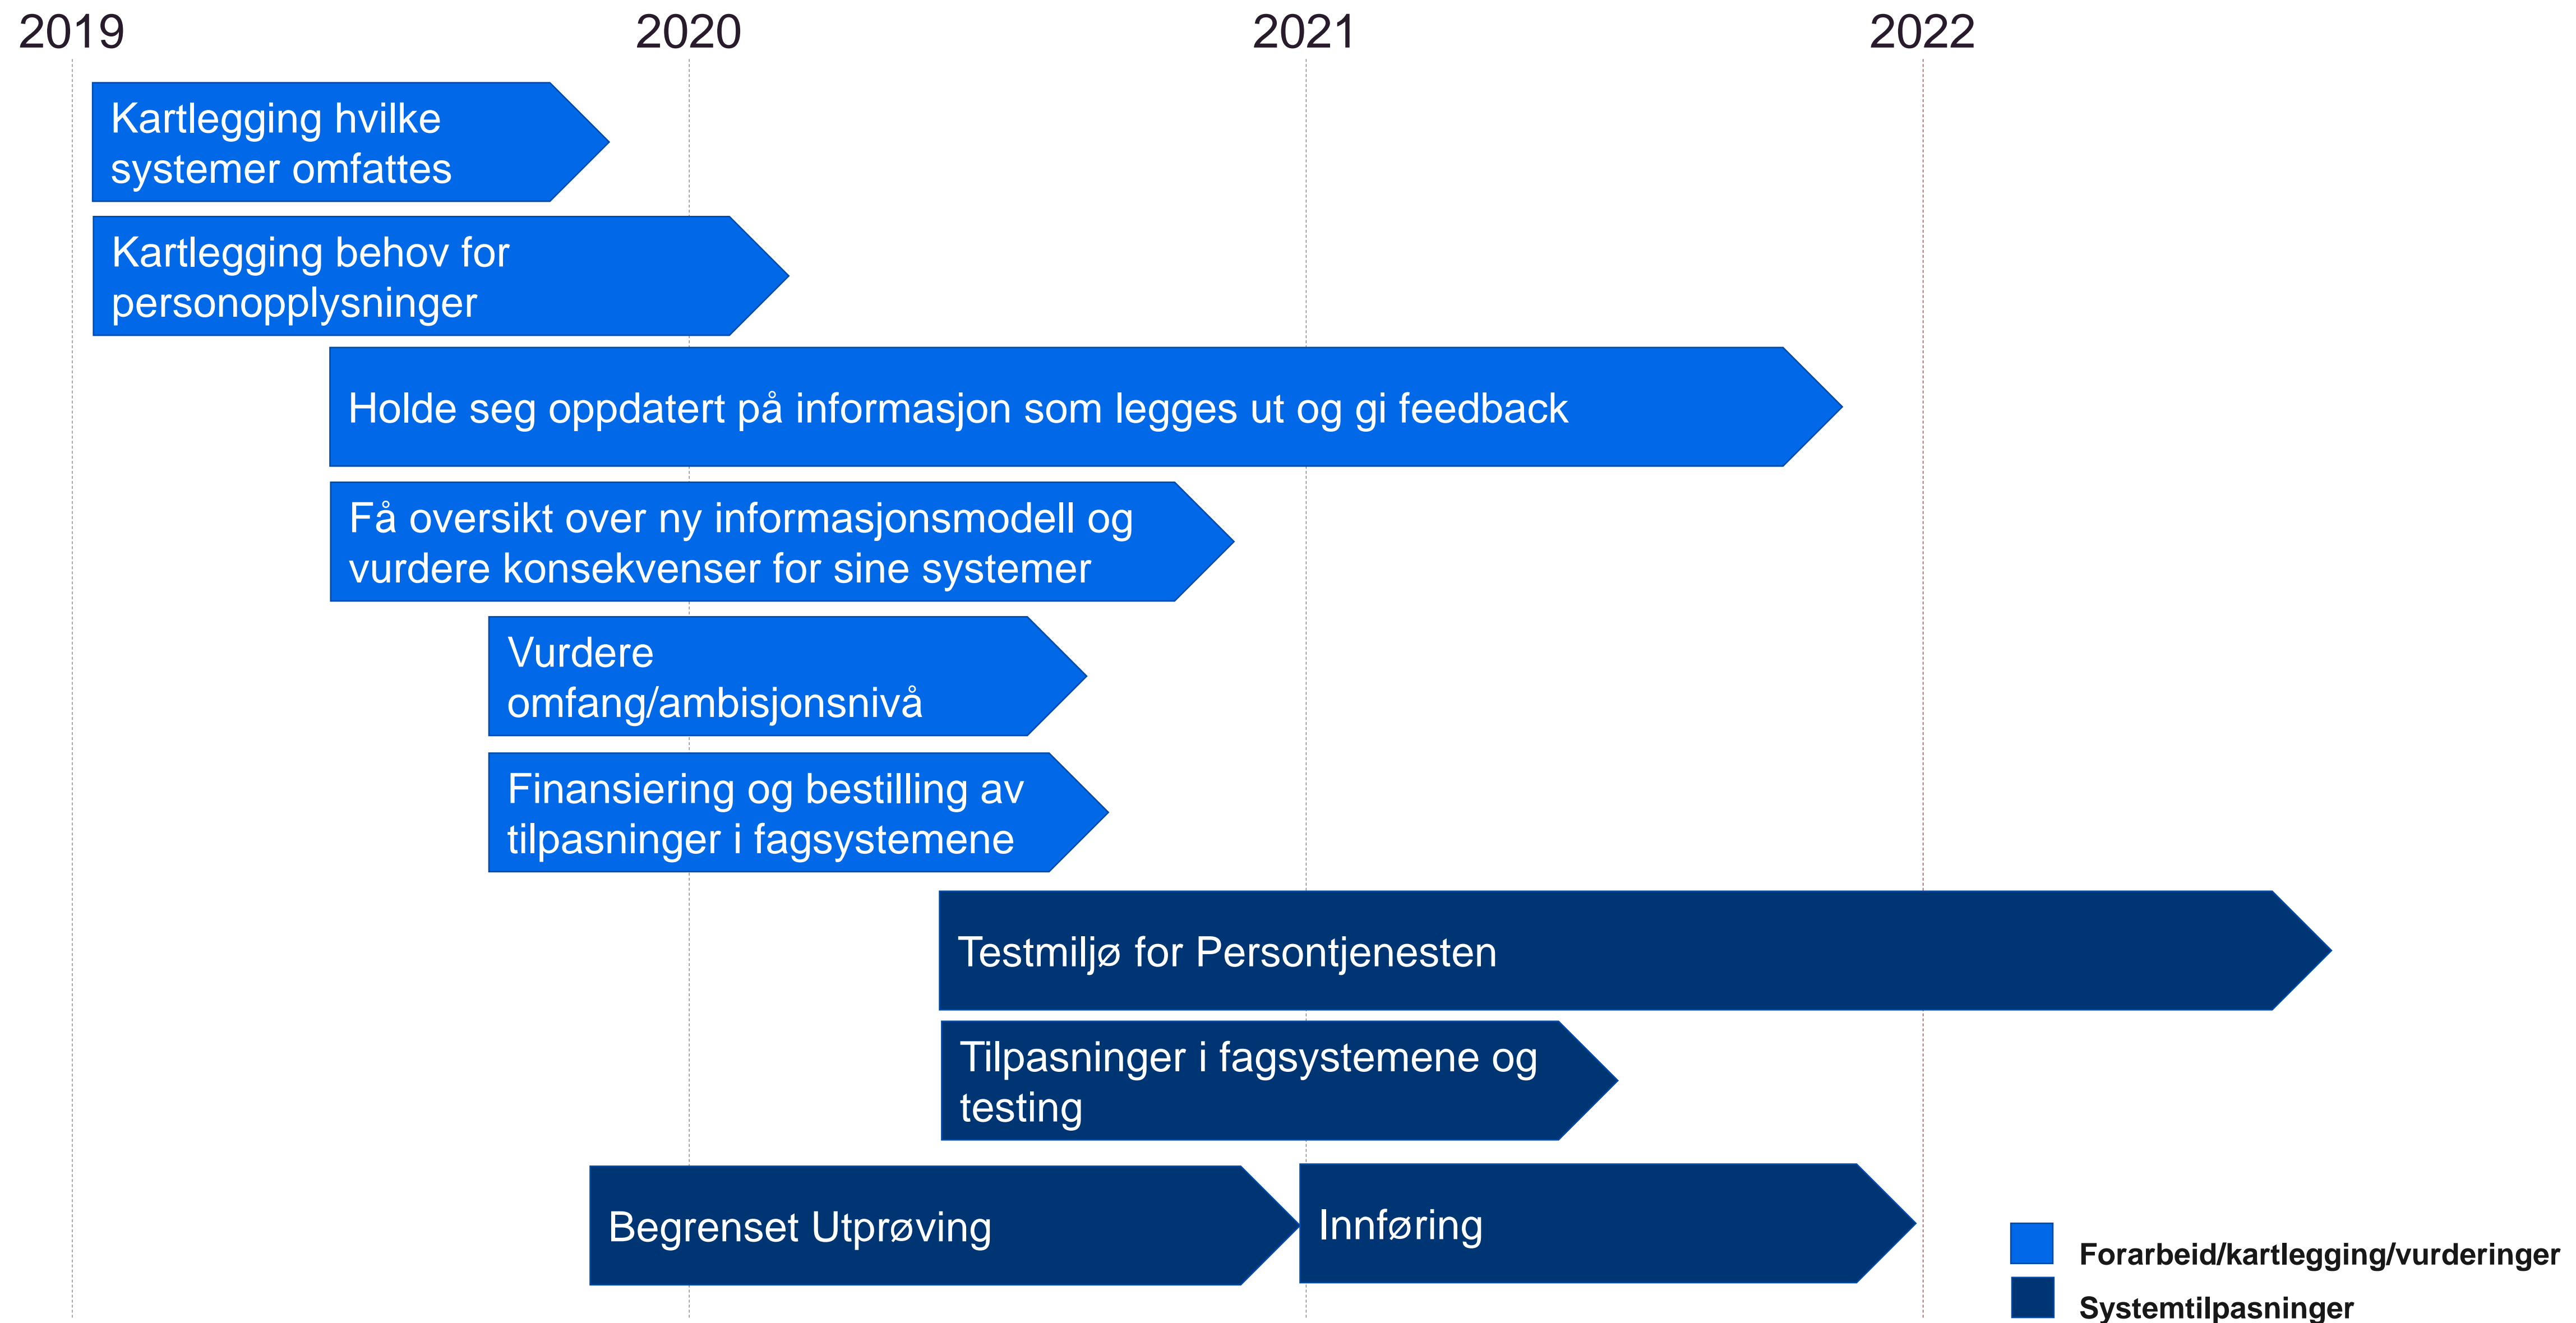 2019
2020
2021
2022
Kartlegging hvilke
systemer omfattes
Kartlegging behov for
personopplysninger
Holde seg oppdatert på informasjon som legges ut og gi feedback
Få oversikt over ny informasjonsmodell og
vurdere konsekvenser for sine systemer
Vurdere
omfang/ambisjonsnivå
Finansiering og bestilling av
tilpasninger i fagsystemene
Testmiljø for Persontjenesten
Tilpasninger i fagsystemene og
testing
Begrenset Utprøving
Innføring
Forarbeid/kartlegging/vurderinger
Systemtilpasninger